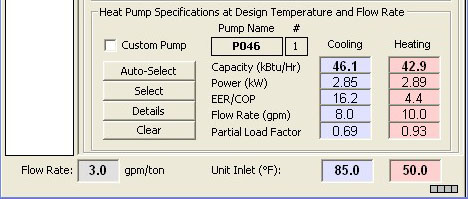 Heat Pump Specifications at Design Temperature and Flow Rate
Pump Name #
Custom Pump P046 1 Cooling Heating
Auto-Select Capacity (kBtu/Hr) 46.1 42.9
Power (kW) 2.85 2.89
Select EER/COP 16.2 4.4
Details Flow Rate (gpm) 8.0 10.0
Clear Partial Load Factor 0.69 0.93
Flow Rate: 3.0 gpm/ton Unit Inlet (°F): 85.0 50.0